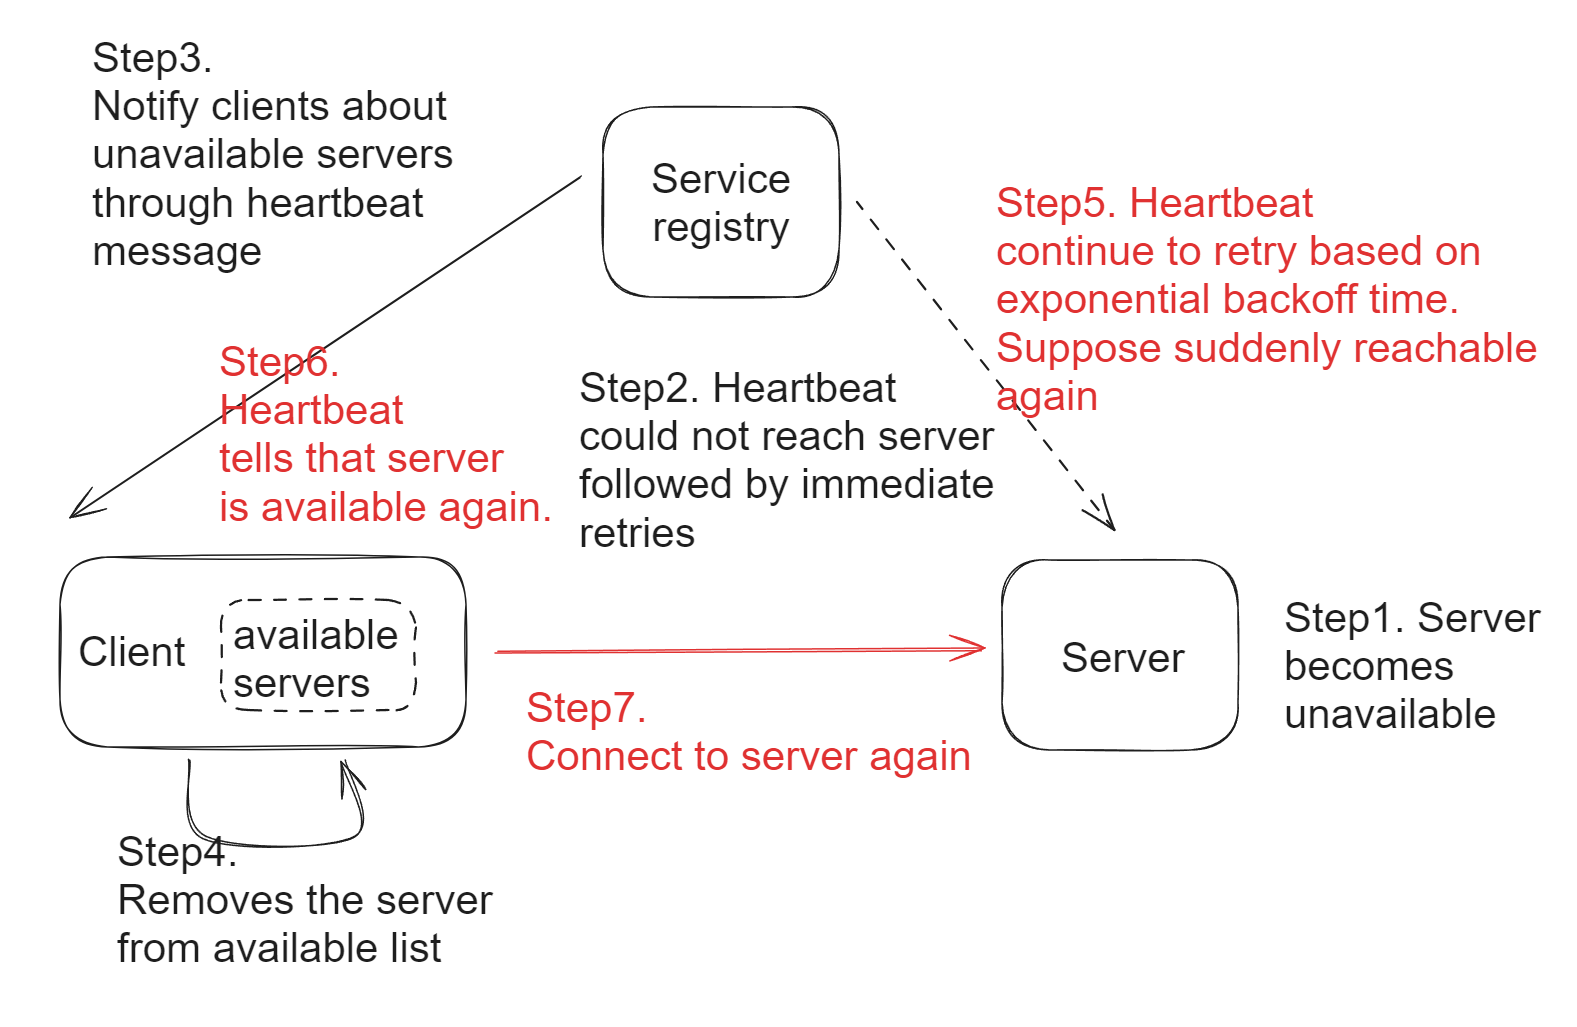 Step3.
Notify clients about
unavailable servers
through heartbeat
message
Service
registry
Step5. Heartbeat
continue to retry based on
exponential backoff time.
Suppose suddenly reachable
again
Step6.
Heartbeat
tells that server
is available again.
Step2. Heartbeat
could not reach server
followed by immediate
retries
Client
available
servers
Server
Step1. Server
becomes
unavailable
Step7.
Connect to server again
Step4.
Removes the server
from available list